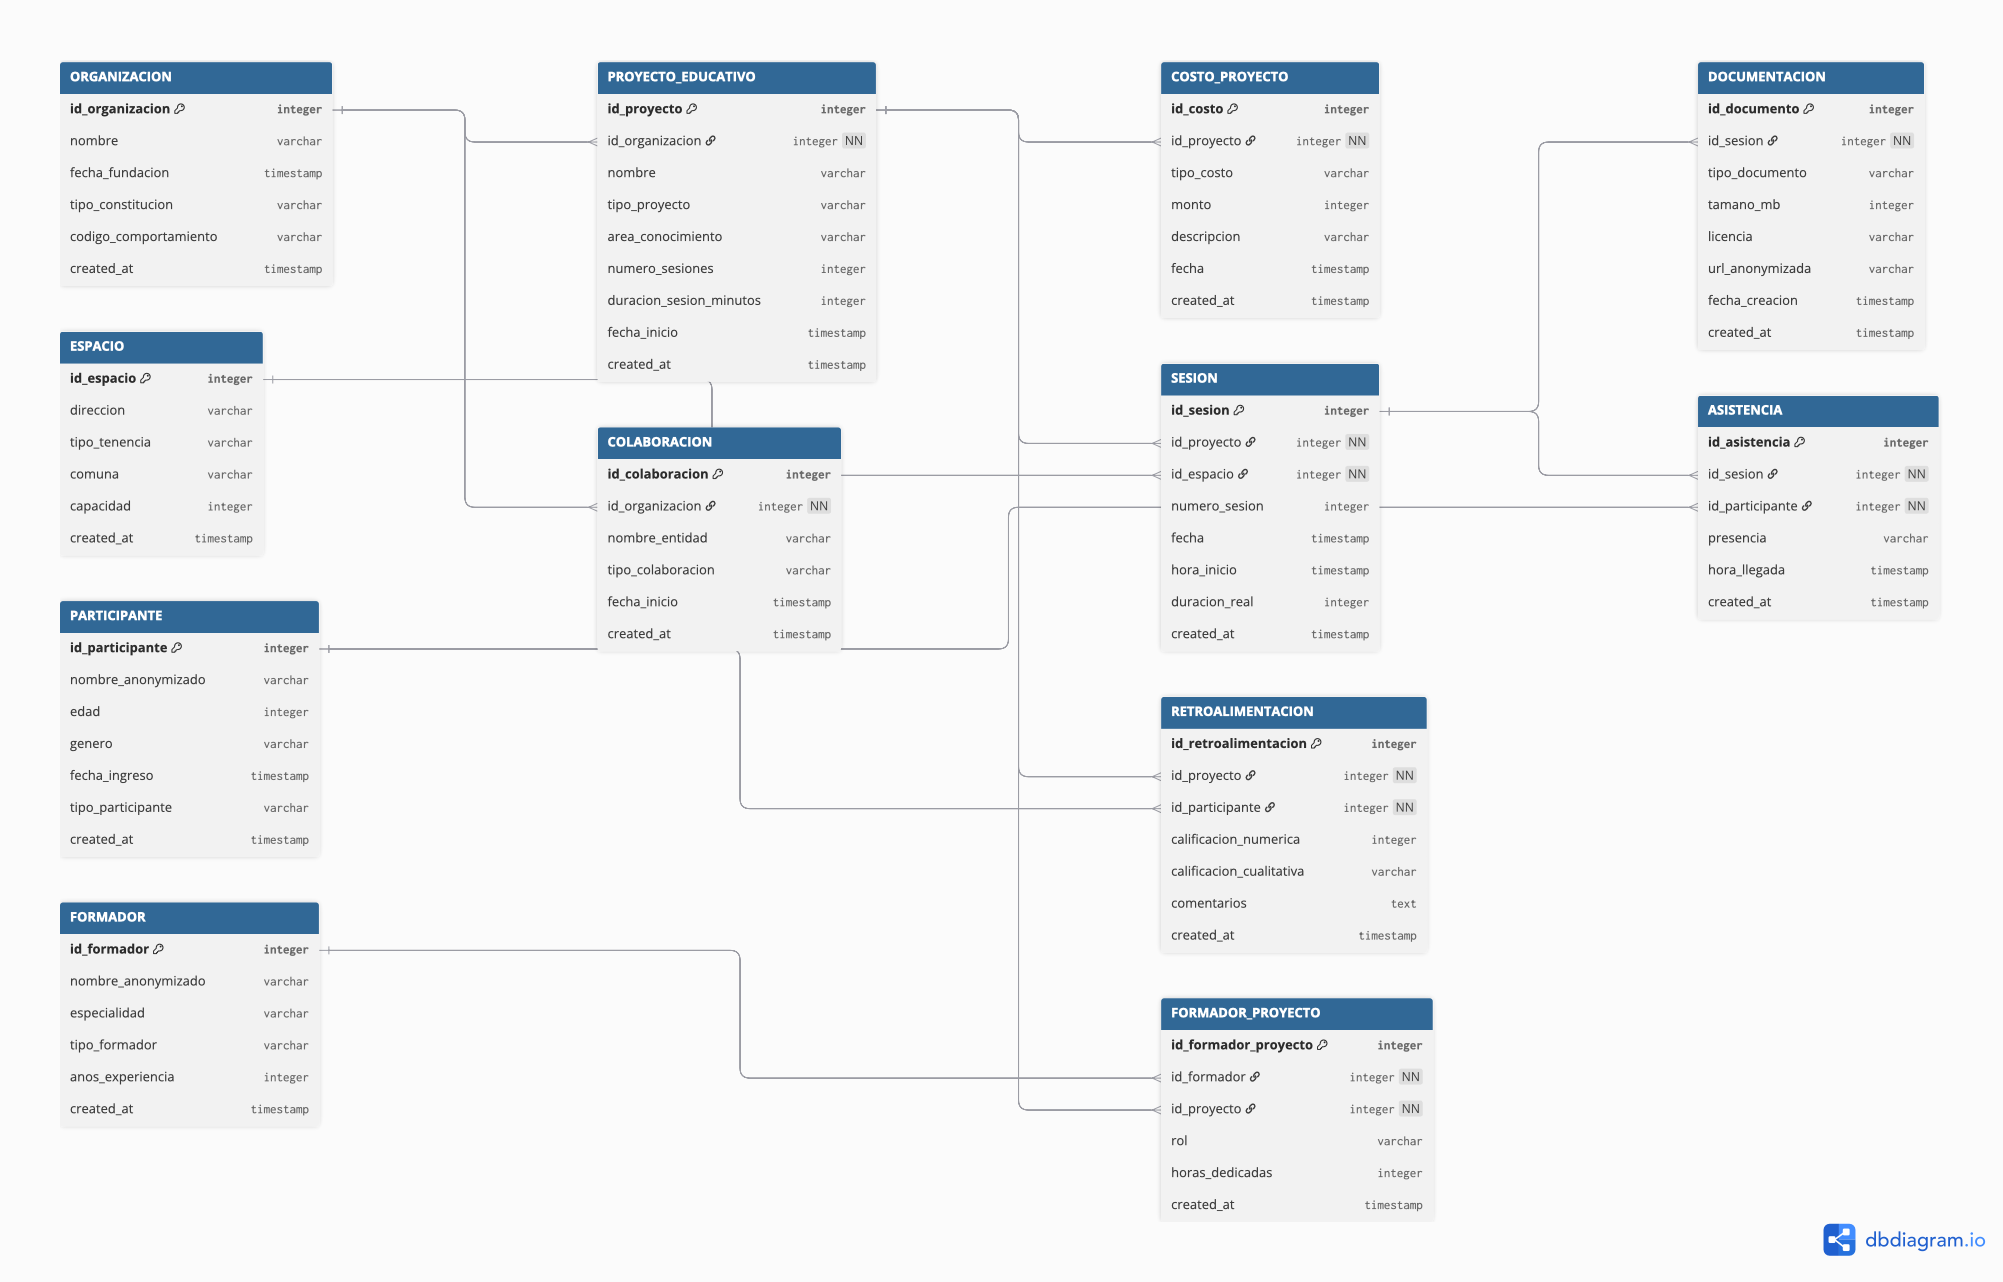 ORGANIZACION
id_organizacion integer
nombre varchar
fecha_fundacion timestamp
tipo_constitucion varchar
codigo_comportamiento varchar
created_at timestamp
ESPACIO
id_espacio integer
direccion varchar
tipo_tenencia varchar
comuna varchar
capacidad integer
created_at timestamp
PARTICIPANTE
id_participante integer
nombre_anonymizado varchar
edad integer
genero varchar
fecha_ingreso timestamp
tipo_participante varchar
created_at timestamp
FORMADOR
id_formador integer
nombre_anonymizado varchar
especialidad varchar
tipo_formador varchar
anos_experiencia integer
created_at timestamp
PROYECTO_EDUCATIVO
id_proyecto integer
id_organizacion integer NN
nombre varchar
tipo_proyecto varchar
area_conocimiento varchar
numero_sesiones integer
duracion_sesion_minutos integer
fecha_inicio timestamp
created_at timestamp
COLABORACION
id_colaboracion integer
id_organizacion integer NN
nombre_entidad varchar
tipo_colaboracion varchar
fecha_inicio timestamp
created_at timestamp
COSTO_PROYECTO
id_costo integer
id_proyecto integer NN
tipo_costo varchar
monto integer
descripcion varchar
fecha timestamp
created_at timestamp
SESION
id_sesion integer
id_proyecto integer NN
id_espacio integer NN
numero_sesion integer
fecha timestamp
hora_inicio timestamp
duracion_real integer
created_at timestamp
RETROALIMENTACION
id_retroalimentacion integer
id_proyecto integer NN
id_participante integer NN
calificacion_numerica integer
calificacion_cualitativa varchar
comentarios text
created_at timestamp
FORMADOR_PROYECTO
id_formador_proyecto integer
id_formador integer NN
id_proyecto integer NN
rol varchar
horas_dedicadas integer
created_at timestamp
DOCUMENTACION
id_documento integer
id_sesion integer NN
tipo_documento varchar
tamano_mb integer
licencia varchar
url_anonymizada varchar
fecha_creacion timestamp
created_at timestamp
ASISTENCIA
id_asistencia integer
id_sesion integer NN
id_participante integer NN
presencia varchar
hora_llegada timestamp
created_at timestamp
dbdiagram.io